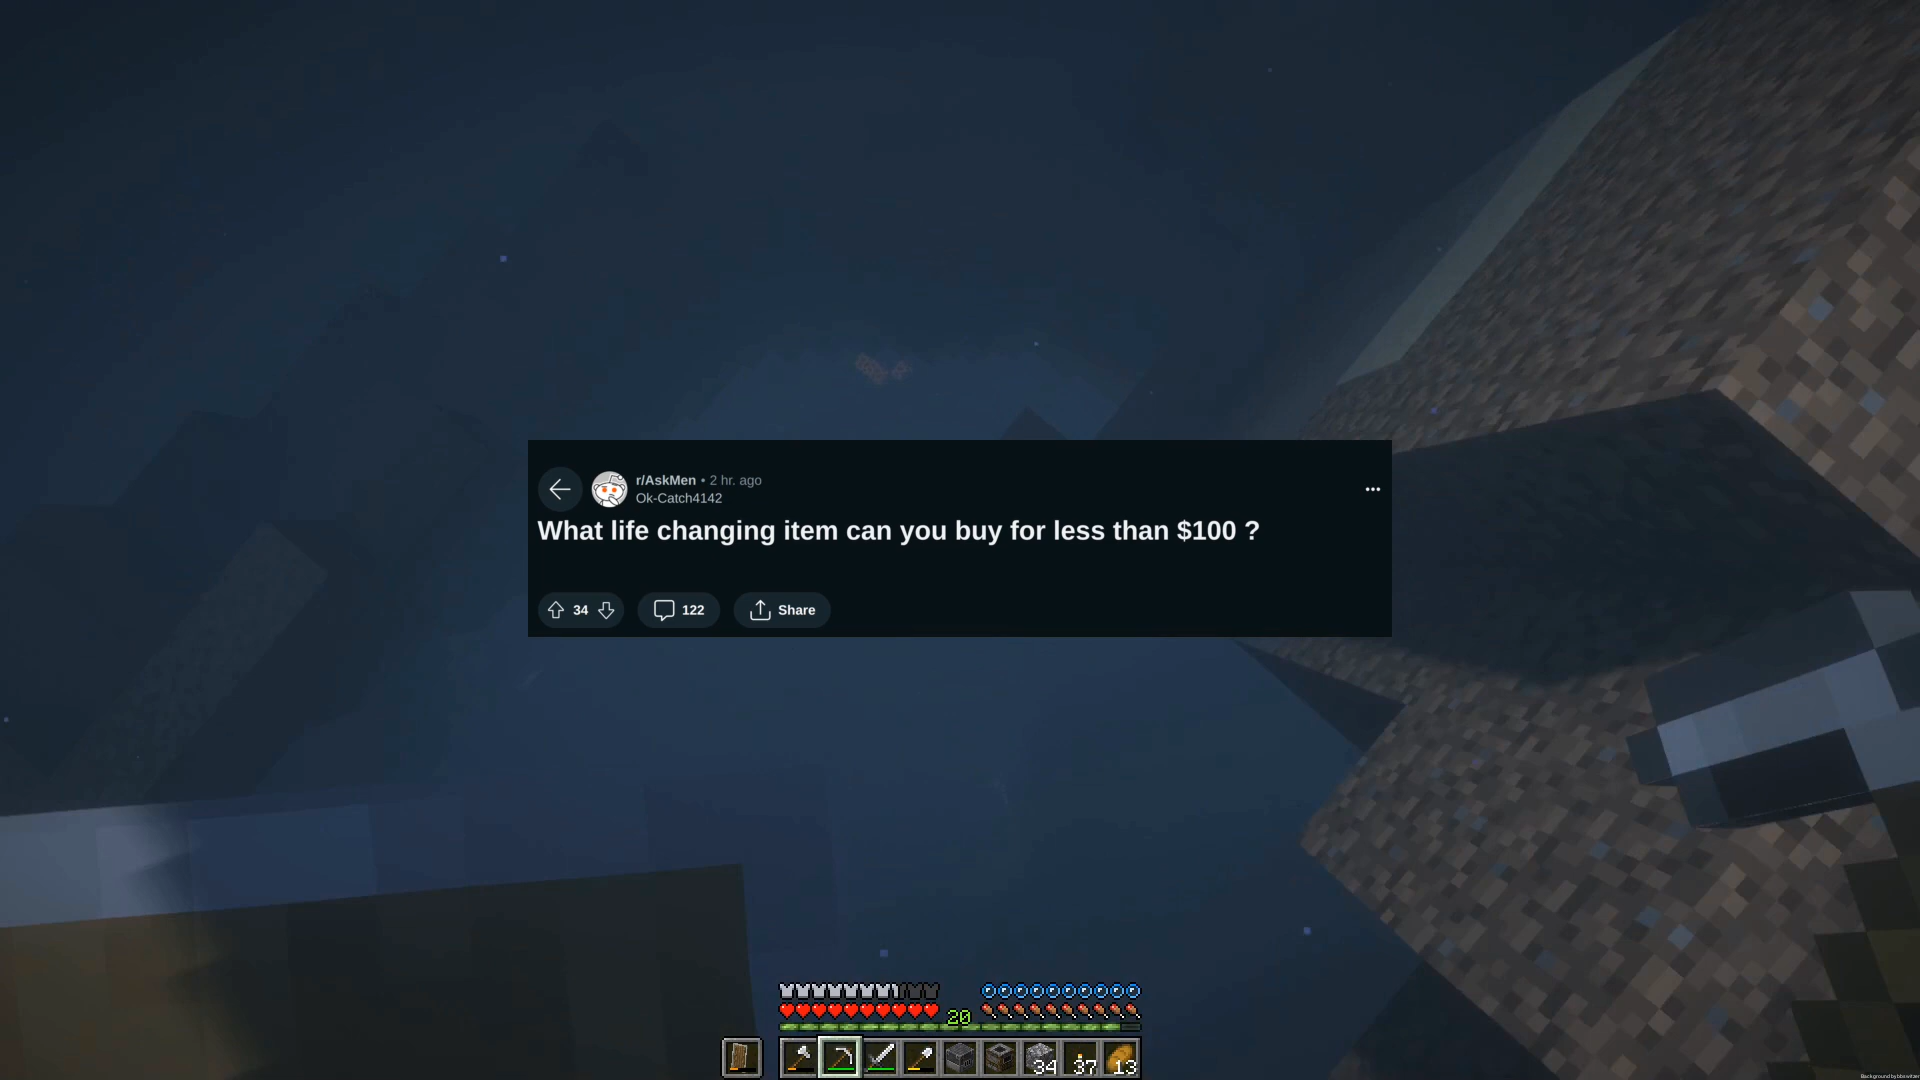 r/AskMen • 2 hr. ago
Ok-Catch4142
What life changing item can you buy for less than $100 ?
34
122
Share
20
34
37
13